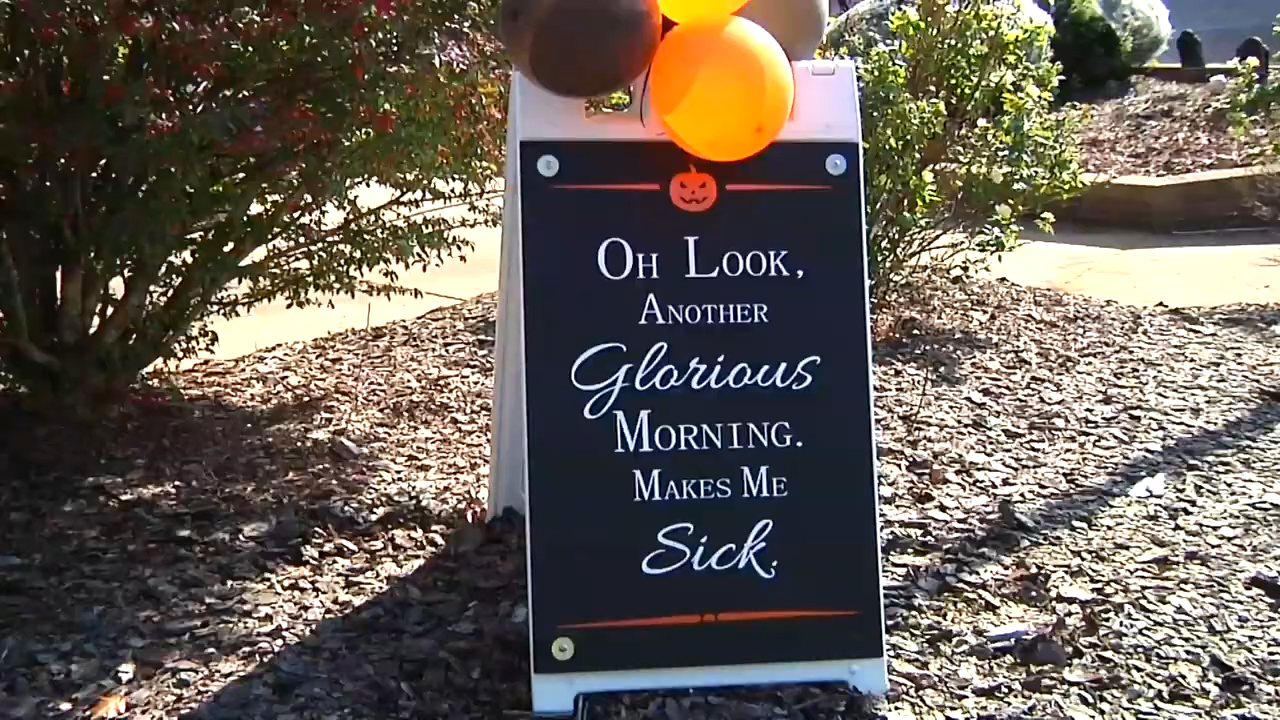 Oh Look,
Another
Glorious
Morning.
Makes Me
Sick.